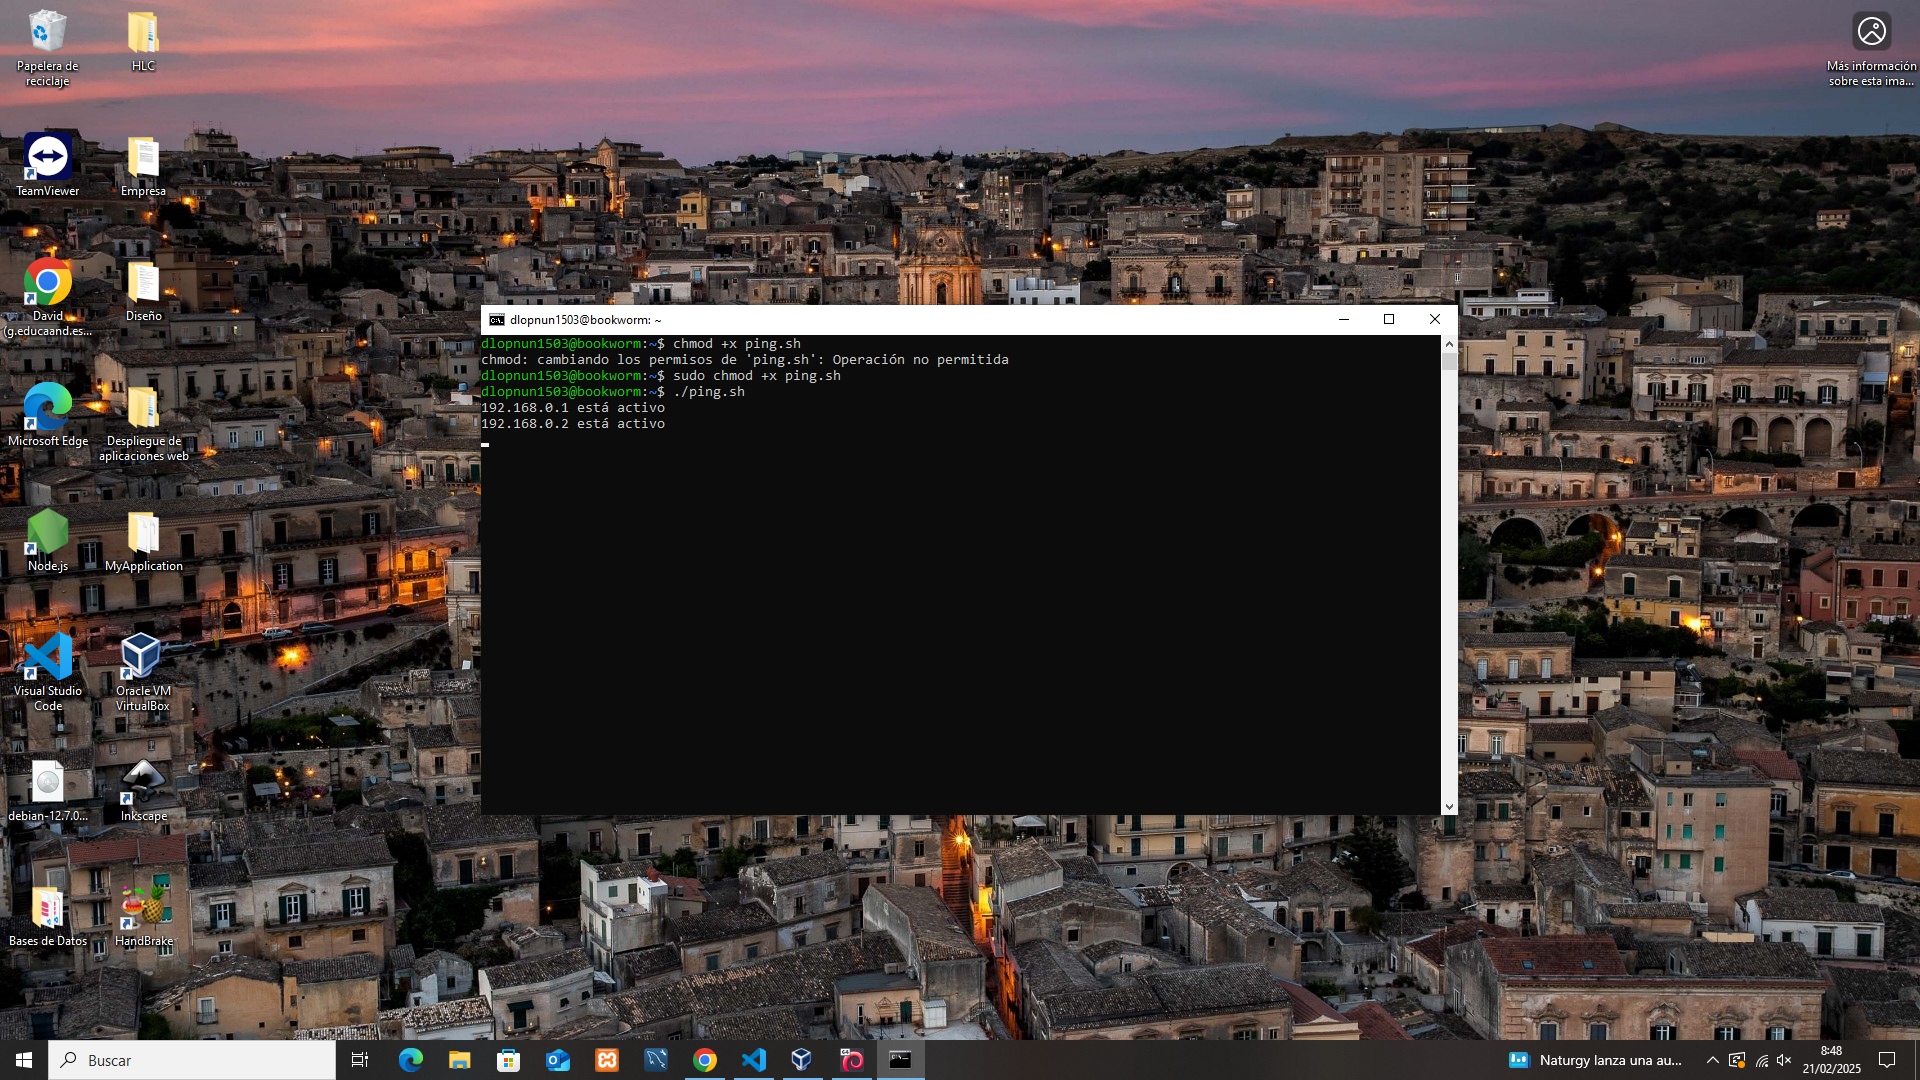 Papelera de
reciclaje
HLC
Más información
sobre esta ima...
TeamViewer
Empresa
David
(g.educaand.es...
Diseño
Microsoft Edge
Despliegue de
aplicaciones web
Node.js
MyApplication
Visual Studio
Code
Oracle VM
VirtualBox
debian-12.7.0...
Inkscape
Bases de Datos
HandBrake
dlopnun1503@bookworm: ~
dlopnun1503@bookworm:~$ chmod +x ping.sh
chmod: cambiando los permisos de 'ping.sh': Operación no permitida
dlopnun1503@bookworm:~$ sudo chmod +x ping.sh
dlopnun1503@bookworm:~$ ./ping.sh
192.168.0.1 está activo
192.168.0.2 está activo
Buscar
Naturgy lanza una au...
8:48
21/02/2025